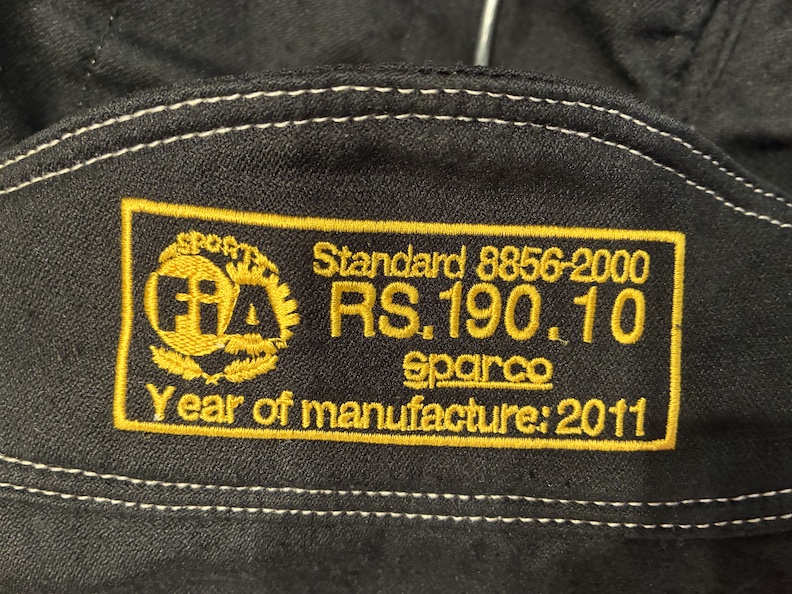 SPORT
FIA
Standard 8856-2000
RS.190.10
sparco
Year of manufacture: 2011